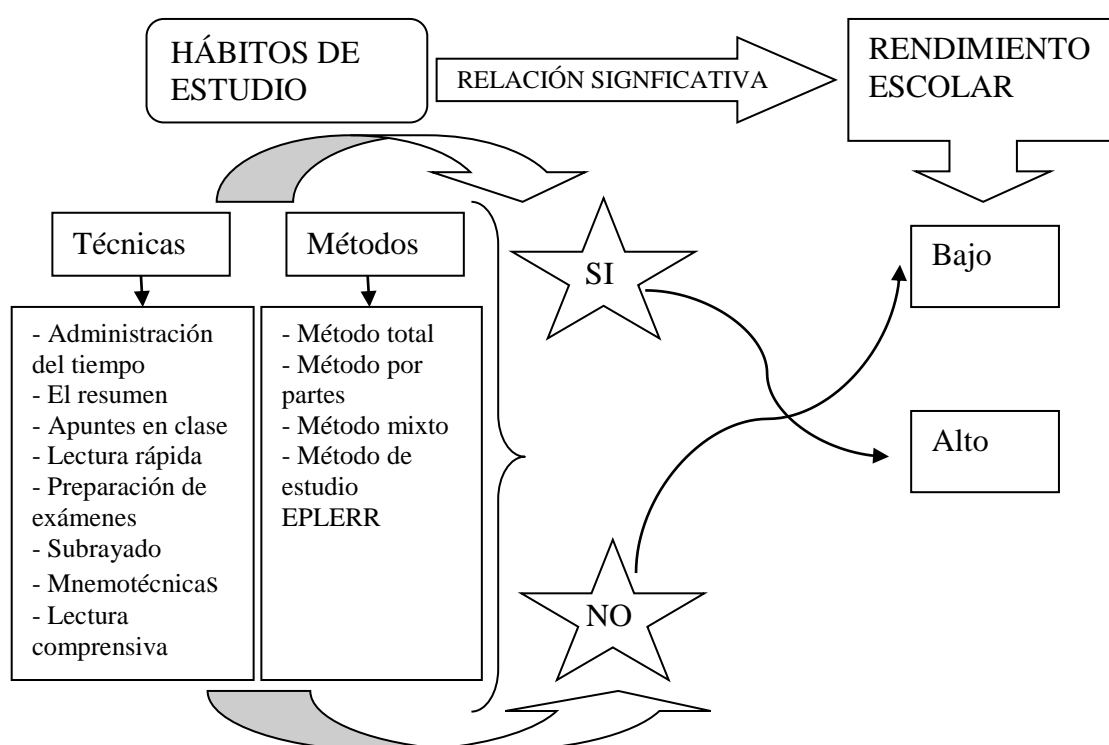 HÁBITOS DE
ESTUDIO
RELACIÓN SIGNFICATIVA
RENDIMIENTO
ESCOLAR
Técnicas
Métodos
SI
Bajo
- Administración
del tiempo
- El resumen
- Apuntes en clase
- Lectura rápida
- Preparación de
exámenes
- Subrayado
- Mnemotécnicas
- Lectura
comprensiva
- Método total
- Método por
partes
- Método mixto
- Método de
estudio
EPLERR
Alto
NO